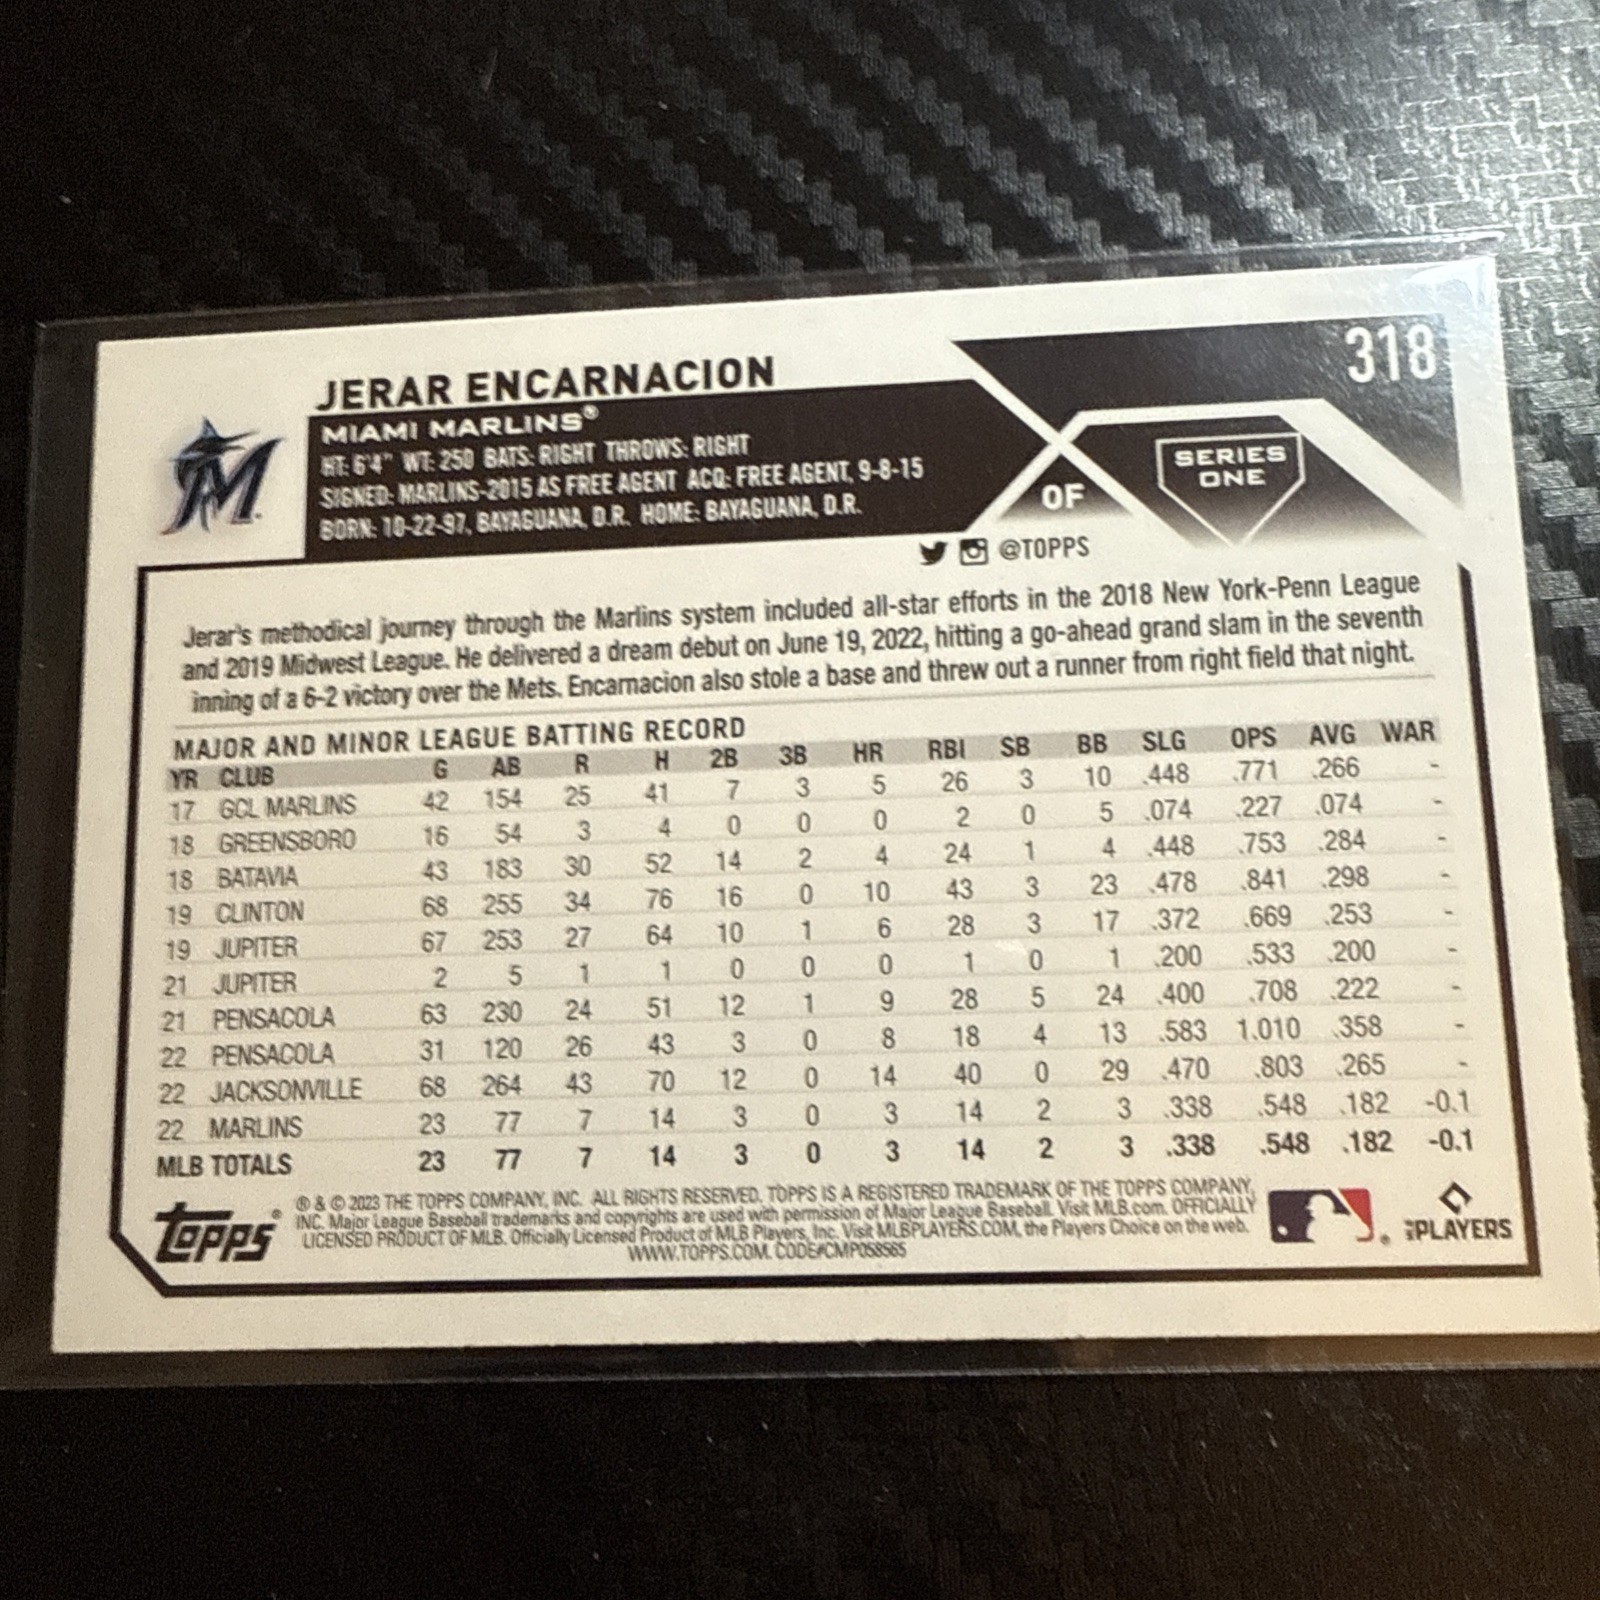 318
JERAR ENCARNACION
MIAMI MARLINS®
HT: 6'4" WT: 250 BATS: RIGHT THROWS: RIGHT
SIGNED: MARLINS-2015 AS FREE AGENT ACQ: FREE AGENT, 9-8-15
BORN: 10-22-97, BAYAGUANA, D.R. HOME: BAYAGUANA, D.R.
OF
SERIES
ONE
@TOPPS
Jerar's methodical journey through the Marlins system included all-star efforts in the 2018 New York-Penn League
and 2019 Midwest League. He delivered a dream debut on June 19, 2022, hitting a go-ahead grand slam in the seventh
inning of a 6-2 victory over the Mets. Encarnacion also stole a base and threw out a runner from right field that night.
MAJOR AND MINOR LEAGUE BATTING RECORD
YR CLUB G AB R H 2B 3B HR RBI SB BB SLG OPS AVG WAR
17 GCL MARLINS 42 154 25 41 7 3 5 26 3 10 .448 .771 .266 -
18 GREENSBORO 16 54 3 4 0 0 0 2 0 5 .074 .227 .074 -
18 BATAVIA 43 183 30 52 14 2 4 24 1 4 .448 .753 .284 -
19 CLINTON 68 255 34 76 16 0 10 43 3 23 .478 .841 .298 -
19 JUPITER 67 253 27 64 10 1 6 28 3 17 .372 .669 .253 -
21 JUPITER 2 5 1 1 0 0 0 1 0 1 .200 .533 .200 -
21 PENSACOLA 63 230 24 51 12 1 9 28 5 24 .400 .708 .222 -
22 PENSACOLA 31 120 26 43 3 0 8 18 4 13 .583 1.010 .358 -
22 JACKSONVILLE 68 264 43 70 12 0 14 40 0 29 .470 .803 .265 -
22 MARLINS 23 77 7 14 3 0 3 14 2 3 .338 .548 .182 -0.1
MLB TOTALS 23 77 7 14 3 0 3 14 2 3 .338 .548 .182 -0.1
Topps®
® & © 2023 THE TOPPS COMPANY, INC. ALL RIGHTS RESERVED. TOPPS IS A REGISTERED TRADEMARK OF THE TOPPS COMPANY,
INC. Major League Baseball trademarks and copyrights are used with permission of Major League Baseball. Visit MLB.com. OFFICIALLY
LICENSED PRODUCT OF MLB. Officially Licensed Product of MLB Players, Inc. Visit MLBPLAYERS.COM, the Players Choice on the web.
WWW.TOPPS.COM. CODE#CMP058565
MLB PLAYERS